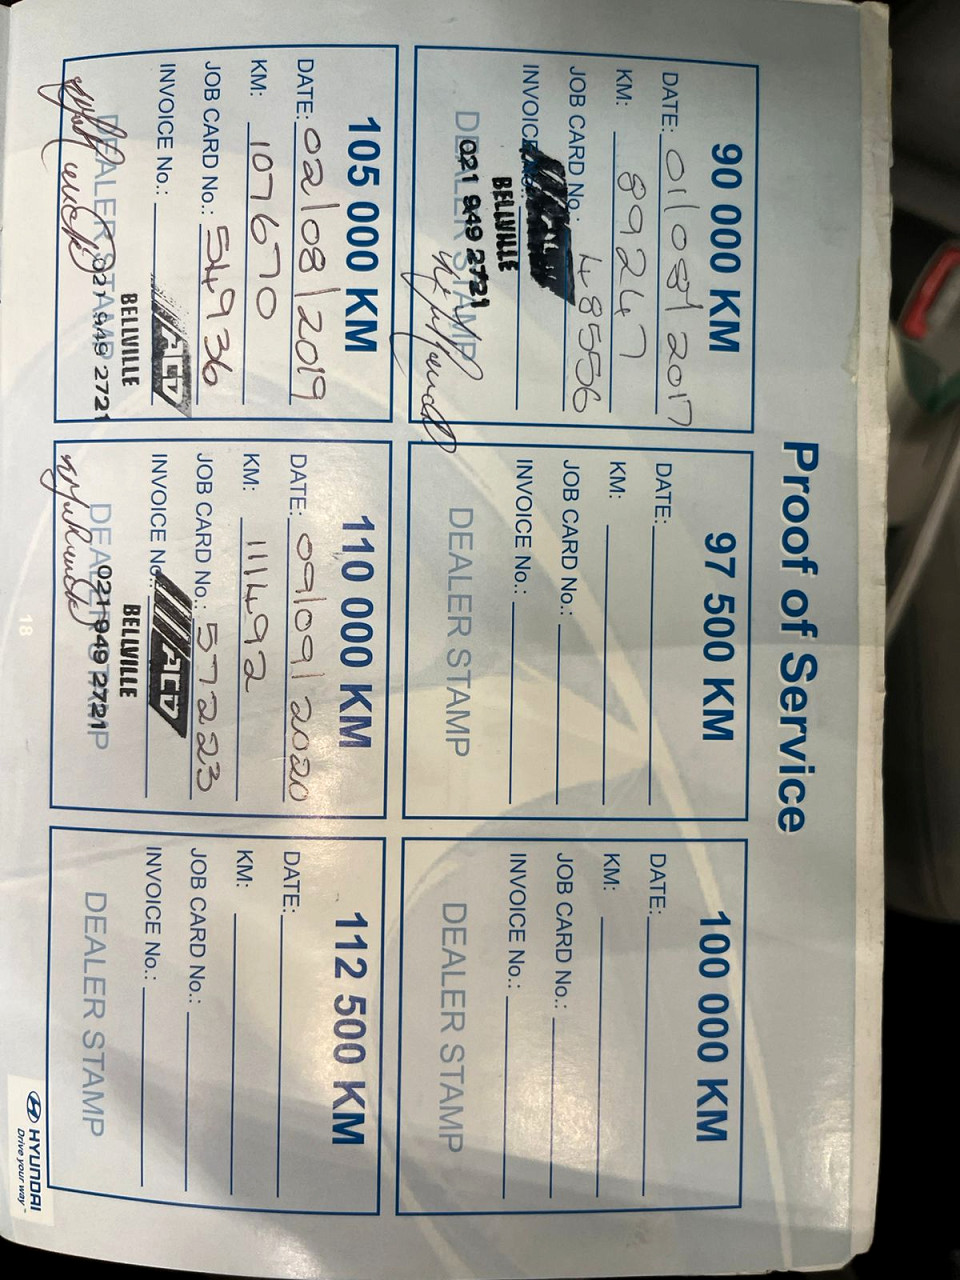 Proof of Service
90 000 KM
DATE: 01/08/2017
KM: 89247
JOB CARD No.: 48556
INVOICE No.:
DEALER STAMP
BELLVILLE
021 949 2721
97 500 KM
DATE:
KM:
JOB CARD No.:
INVOICE No.:
DEALER STAMP
100 000 KM
DATE:
KM:
JOB CARD No.:
INVOICE No.:
DEALER STAMP
105 000 KM
DATE: 02/08/2019
KM: 107670
JOB CARD No.: 54936
INVOICE No.:
DEALER STAMP
BELLVILLE
021 949 2721
110 000 KM
DATE: 09/09/2020
KM: 111492
JOB CARD No.: 57223
INVOICE No.:
DEALER STAMP
BELLVILLE
021 949 2721
112 500 KM
DATE:
KM:
JOB CARD No.:
INVOICE No.:
DEALER STAMP
18
HYUNDAI
Drive your way™